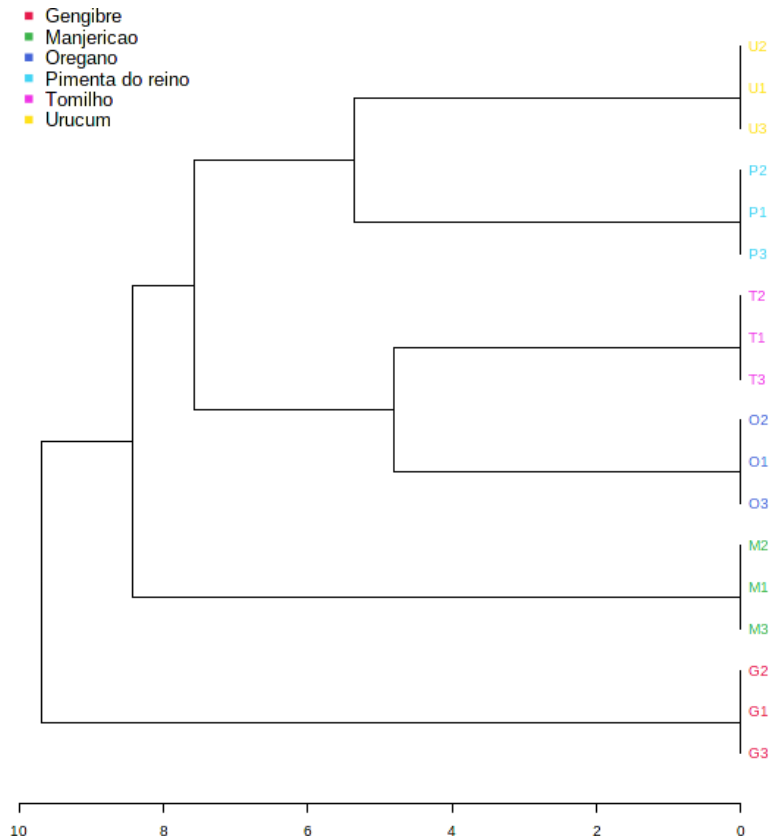 Gengibre
Manjericao
Oregano
Pimenta do reino
Tomilho
Urucum
U2
U1
U3
P2
P1
P3
T2
T1
T3
O2
O1
O3
M2
M1
M3
G2
G1
G3
10 8 6 4 2 0